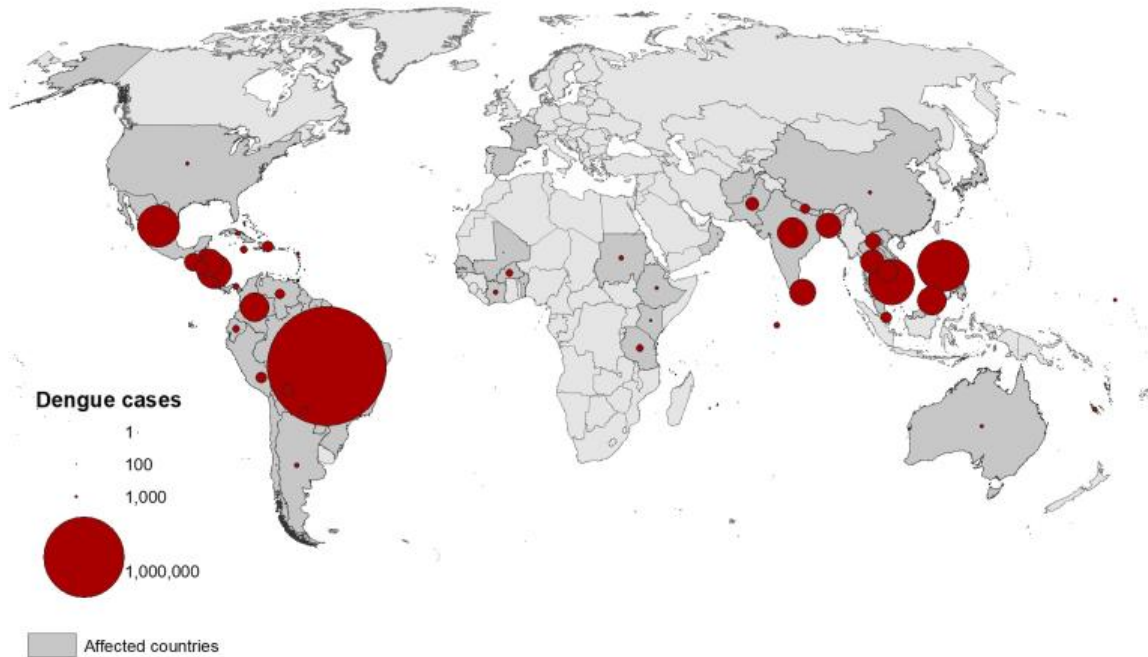 Dengue cases
1
100
1,000
1,000,000
Affected countries